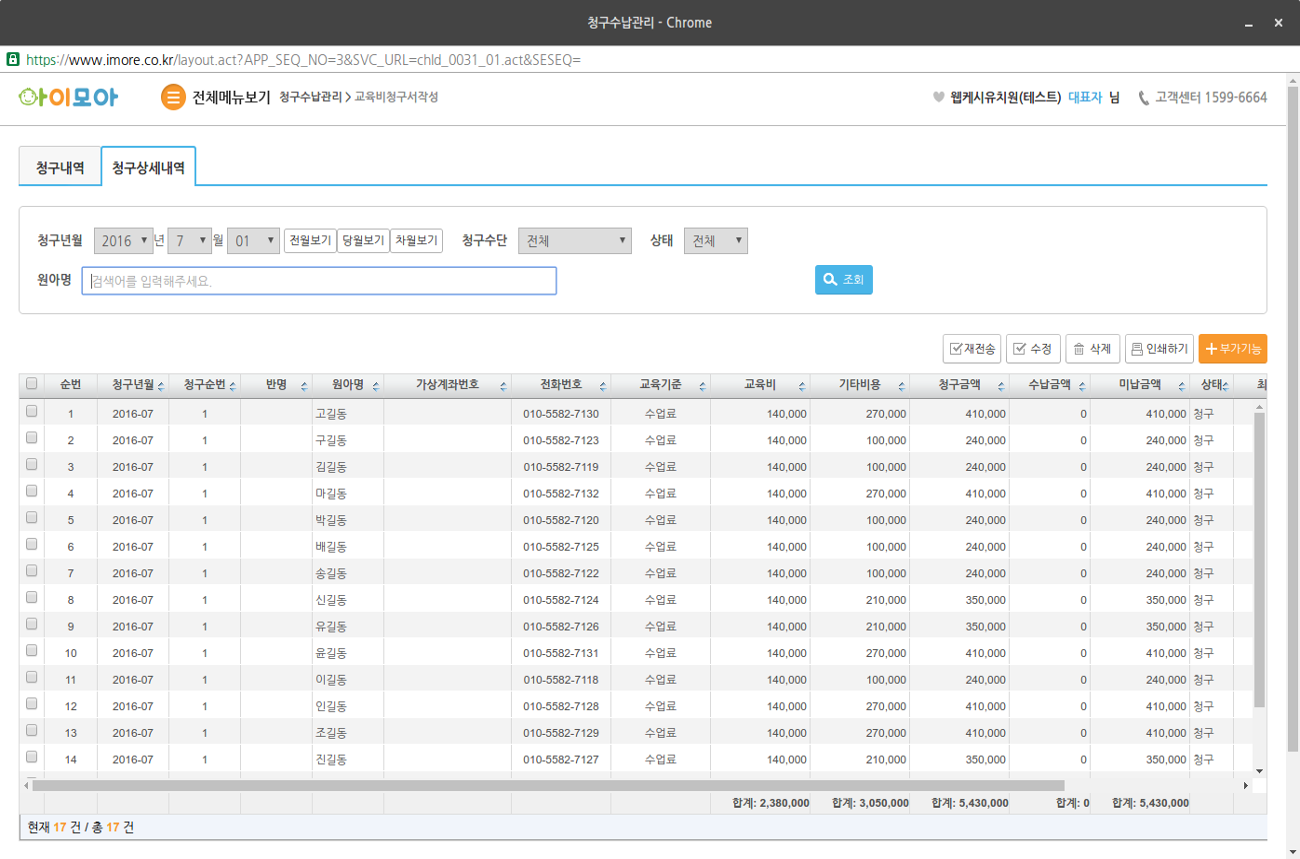 청구수납관리 - Chrome
https://www.imore.co.kr/layout.act?APP_SEQ_NO=3&SVC_URL=chld_0031_01.act&SESEQ=
아이모아 전체메뉴보기 청구수납관리 > 교육비청구서작성 웹케시유치원(테스트) 대표자 님 고객센터 1599-6664
청구내역 청구상세내역
청구년월 2016 년 7 월 01 전월보기 당월보기 차월보기 청구수단 전체 상태 전체
원아명 검색어를 입력해주세요. 조회
재전송 수정 삭제 인쇄하기 부가기능
순번 청구년월 청구순번 반명 원아명 가상계좌번호 전화번호 교육기준 교육비 기타비용 청구금액 수납금액 미납금액 상태 최
1 2016-07 1 고길동 010-5582-7130 수업료 140,000 270,000 410,000 0 410,000 청구
2 2016-07 1 구길동 010-5582-7123 수업료 140,000 100,000 240,000 0 240,000 청구
3 2016-07 1 김길동 010-5582-7119 수업료 140,000 100,000 240,000 0 240,000 청구
4 2016-07 1 마길동 010-5582-7132 수업료 140,000 270,000 410,000 0 410,000 청구
5 2016-07 1 박길동 010-5582-7120 수업료 140,000 100,000 240,000 0 240,000 청구
6 2016-07 1 배길동 010-5582-7125 수업료 140,000 100,000 240,000 0 240,000 청구
7 2016-07 1 송길동 010-5582-7122 수업료 140,000 100,000 240,000 0 240,000 청구
8 2016-07 1 신길동 010-5582-7124 수업료 140,000 210,000 350,000 0 350,000 청구
9 2016-07 1 유길동 010-5582-7126 수업료 140,000 210,000 350,000 0 350,000 청구
10 2016-07 1 윤길동 010-5582-7131 수업료 140,000 270,000 410,000 0 410,000 청구
11 2016-07 1 이길동 010-5582-7118 수업료 140,000 100,000 240,000 0 240,000 청구
12 2016-07 1 인길동 010-5582-7128 수업료 140,000 270,000 410,000 0 410,000 청구
13 2016-07 1 조길동 010-5582-7129 수업료 140,000 270,000 410,000 0 410,000 청구
14 2016-07 1 진길동 010-5582-7127 수업료 140,000 210,000 350,000 0 350,000 청구
합계: 2,380,000 합계: 3,050,000 합계: 5,430,000 합계: 0 합계: 5,430,000
현재 17 건 / 총 17 건